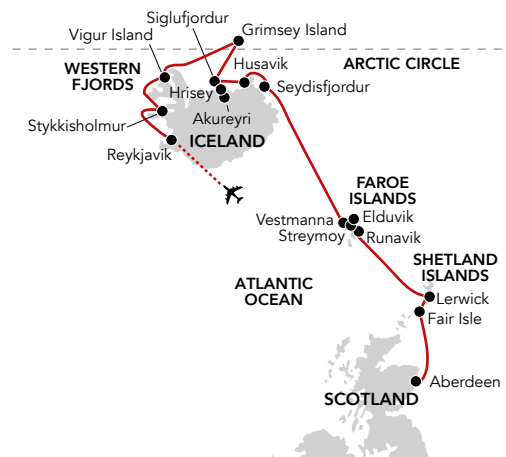 Siglufjordur
Vigur Island
Grimsey Island
Husavik
ARCTIC CIRCLE
WESTERN
FJORDS
Hrisey
Seydisfjordur
Stykkisholmur
Akureyri
ICELAND
Reykjavik
FAROE
ISLANDS
Vestmanna
Elduvik
Streymoy
Runavik
SHETLAND
ISLANDS
ATLANTIC
OCEAN
Lerwick
Fair Isle
Aberdeen
SCOTLAND